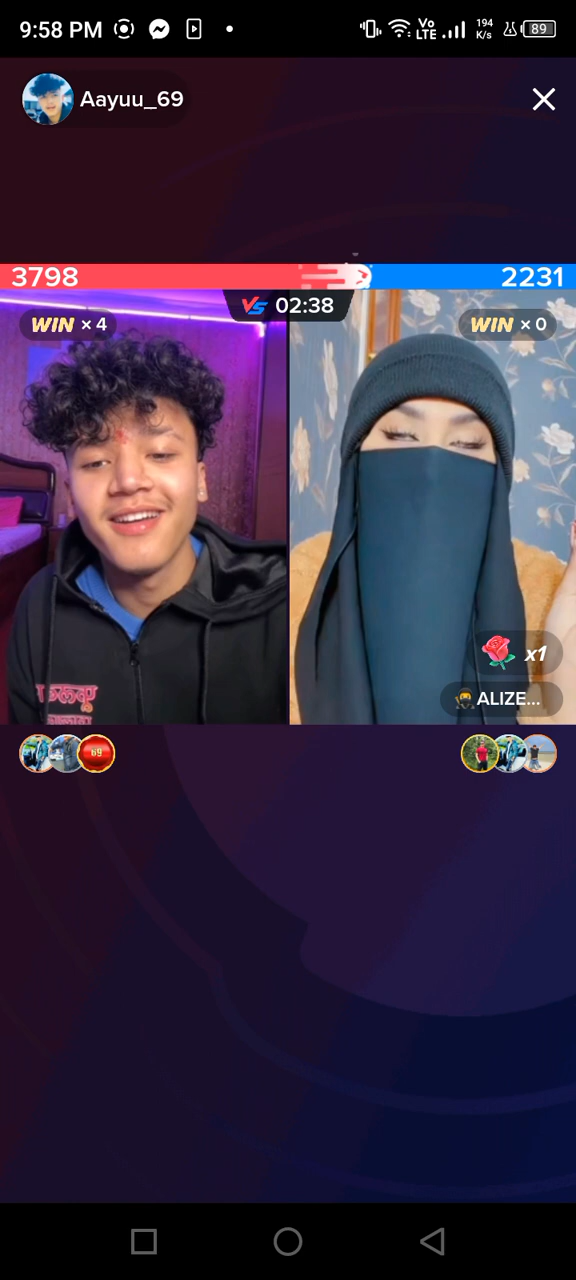 9:58 PM
Vo
LTE
194
K/s
89
Aayuu_69
3798
2231
VS 02:38
WIN × 4
WIN × 0
x1
ALIZE...
69